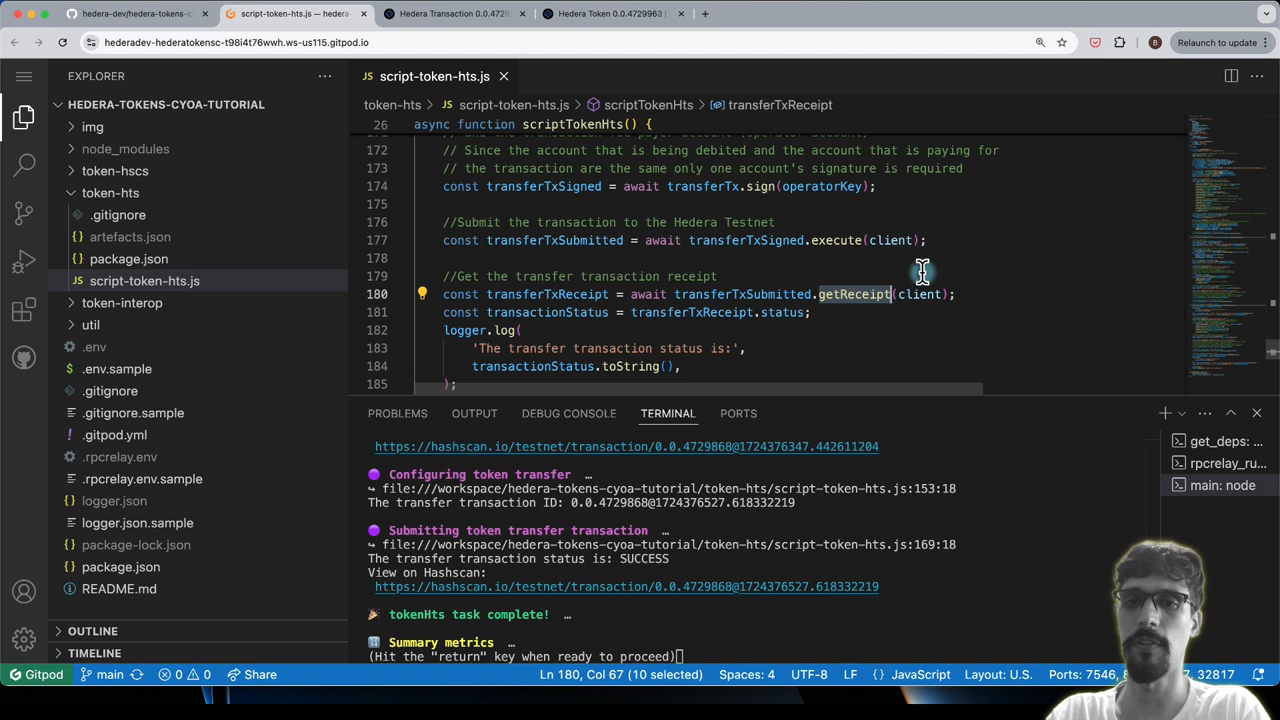 hedera-dev/hedera-tokens-c
script-token-hts.js — heder
Hedera Transaction 0.0.4729
Hedera Token 0.0.4729963 |
hederadev-hederatokensc-t98i4t76wwh.ws-us115.gitpod.io
B
Relaunch to update
EXPLORER
script-token-hts.js
HEDERA-TOKENS-CYOA-TUTORIAL
img
node_modules
token-hscs
token-hts
.gitignore
artefacts.json
package.json
script-token-hts.js
token-interop
util
.env
.env.sample
.gitignore
.gitignore.sample
.gitpod.yml
.rpcrelay.env
.rpcrelay.env.sample
logger.json
logger.json.sample
package-lock.json
package.json
README.md
OUTLINE
TIMELINE
token-hts > script-token-hts.js > scriptTokenHts > transferTxReceipt
26 async function scriptTokenHts() {
172 // Since the account that is being debited and the account that is paying for
173 // the transaction are the same only one account's signature is required
174 const transferTxSigned = await transferTx.sign(operatorKey);
175
176 //Submit the transaction to the Hedera Testnet
177 const transferTxSubmitted = await transferTxSigned.execute(client);
178
179 //Get the transfer transaction receipt
180 const transferTxReceipt = await transferTxSubmitted.getReceipt(client);
181 const transactionStatus = transferTxReceipt.status;
182 logger.log(
183 'The transfer transaction status is:',
184 transactionStatus.toString(),
185 );
PROBLEMS OUTPUT DEBUG CONSOLE TERMINAL PORTS
https://hashscan.io/testnet/transaction/0.0.4729868@1724376347.442611204
Configuring token transfer …
↪ file:///workspace/hedera-tokens-cyoa-tutorial/token-hts/script-token-hts.js:153:18
The transfer transaction ID: 0.0.4729868@1724376527.618332219
Submitting token transfer transaction …
↪ file:///workspace/hedera-tokens-cyoa-tutorial/token-hts/script-token-hts.js:169:18
The transfer transaction status is: SUCCESS
View on Hashscan:
https://hashscan.io/testnet/transaction/0.0.4729868@1724376527.618332219
tokenHts task complete! …
Summary metrics …
(Hit the "return" key when ready to proceed)
get_deps: ...
rpcrelay_ru...
main: node
Gitpod main 0 0 Share Ln 180, Col 67 (10 selected) Spaces: 4 UTF-8 LF JavaScript Layout: U.S. Ports: 7546, 8 32817